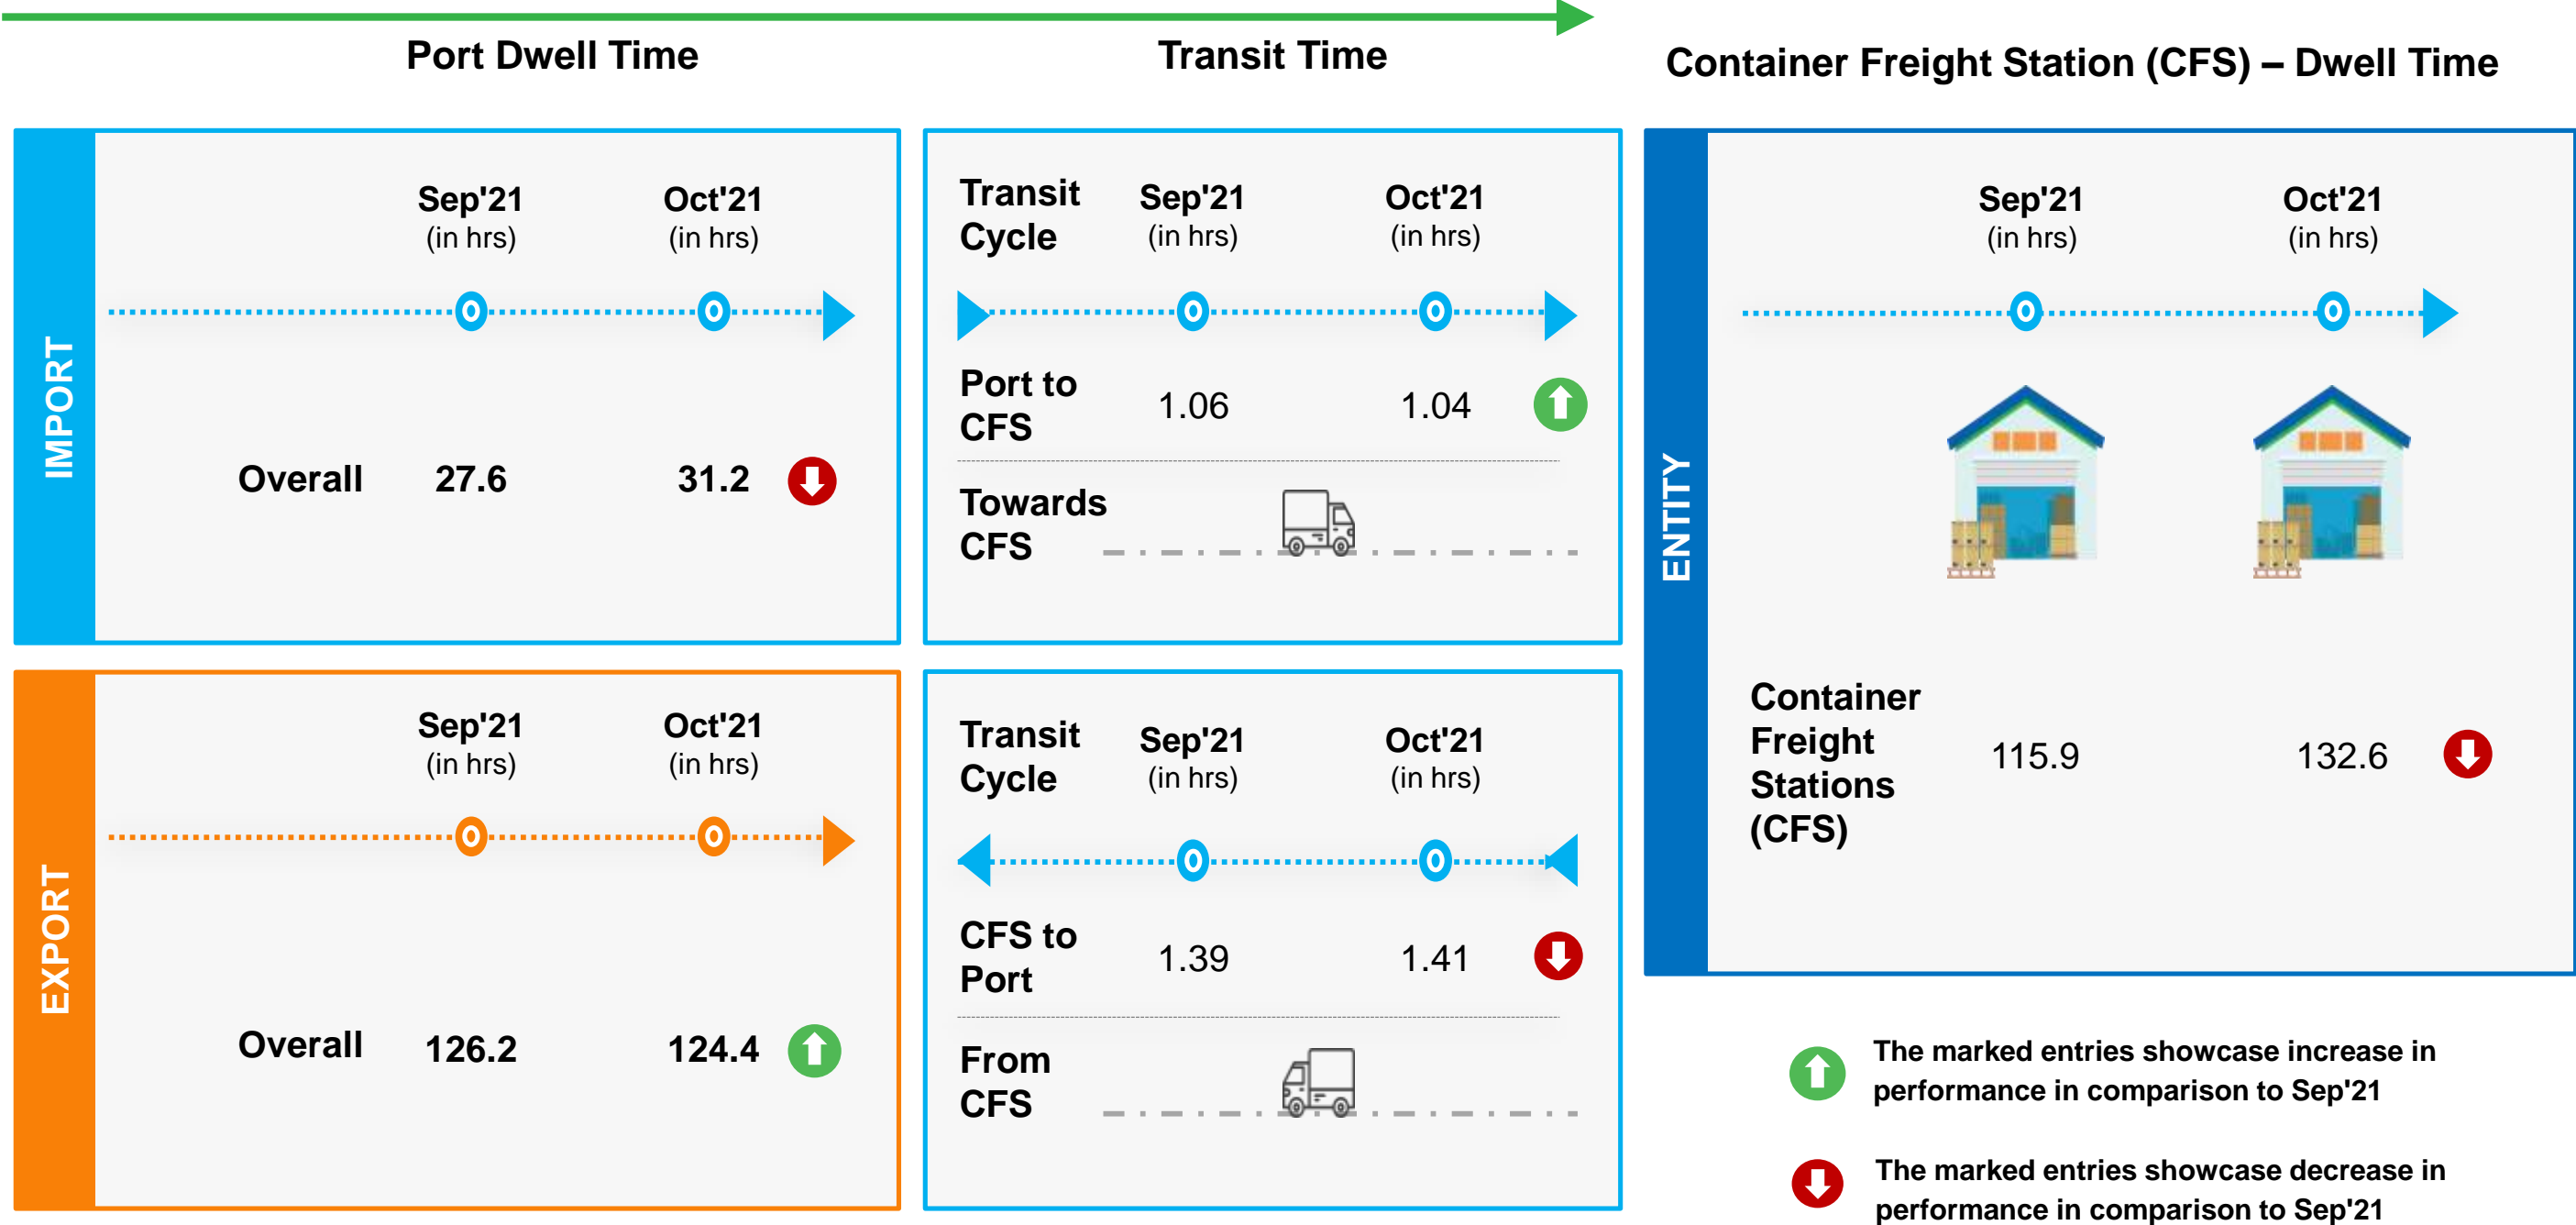 Port Dwell Time
Transit Time
Container Freight Station (CFS) – Dwell Time
IMPORT
Sep'21
(in hrs)
Oct'21
(in hrs)
Overall
27.6
31.2
Transit
Cycle
Sep'21
(in hrs)
Oct'21
(in hrs)
Port to
CFS
1.06
1.04
Towards
CFS
EXPORT
Sep'21
(in hrs)
Oct'21
(in hrs)
Overall
126.2
124.4
Transit
Cycle
Sep'21
(in hrs)
Oct'21
(in hrs)
CFS to
Port
1.39
1.41
From
CFS
ENTITY
Sep'21
(in hrs)
Oct'21
(in hrs)
Container
Freight
Stations
(CFS)
115.9
132.6
The marked entries showcase increase in
performance in comparison to Sep'21
The marked entries showcase decrease in
performance in comparison to Sep'21